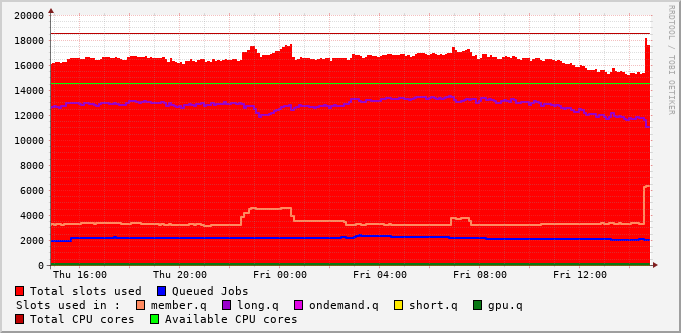 20000
18000
16000
14000
12000
10000
8000
6000
4000
2000
0
Thu 16:00 Thu 20:00 Fri 00:00 Fri 04:00 Fri 08:00 Fri 12:00
RRDTOOL / TOBI OETIKER
Total slots used Queued Jobs
Slots used in : member.q long.q ondemand.q short.q gpu.q
Total CPU cores Available CPU cores